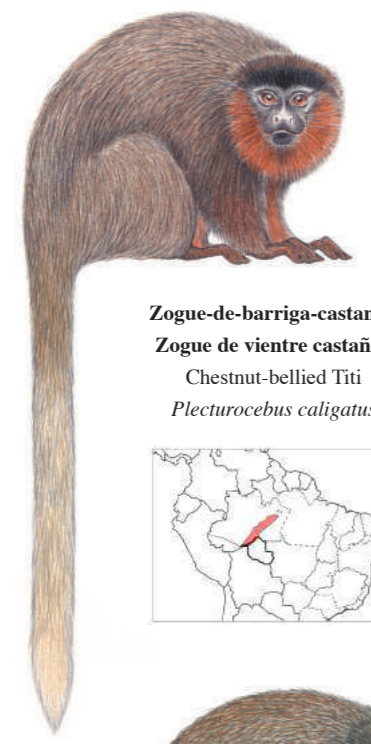 Zogue-de-barriga-castan
Zogue de vientre castañ
Chestnut-bellied Titi
Plecturocebus caligatus